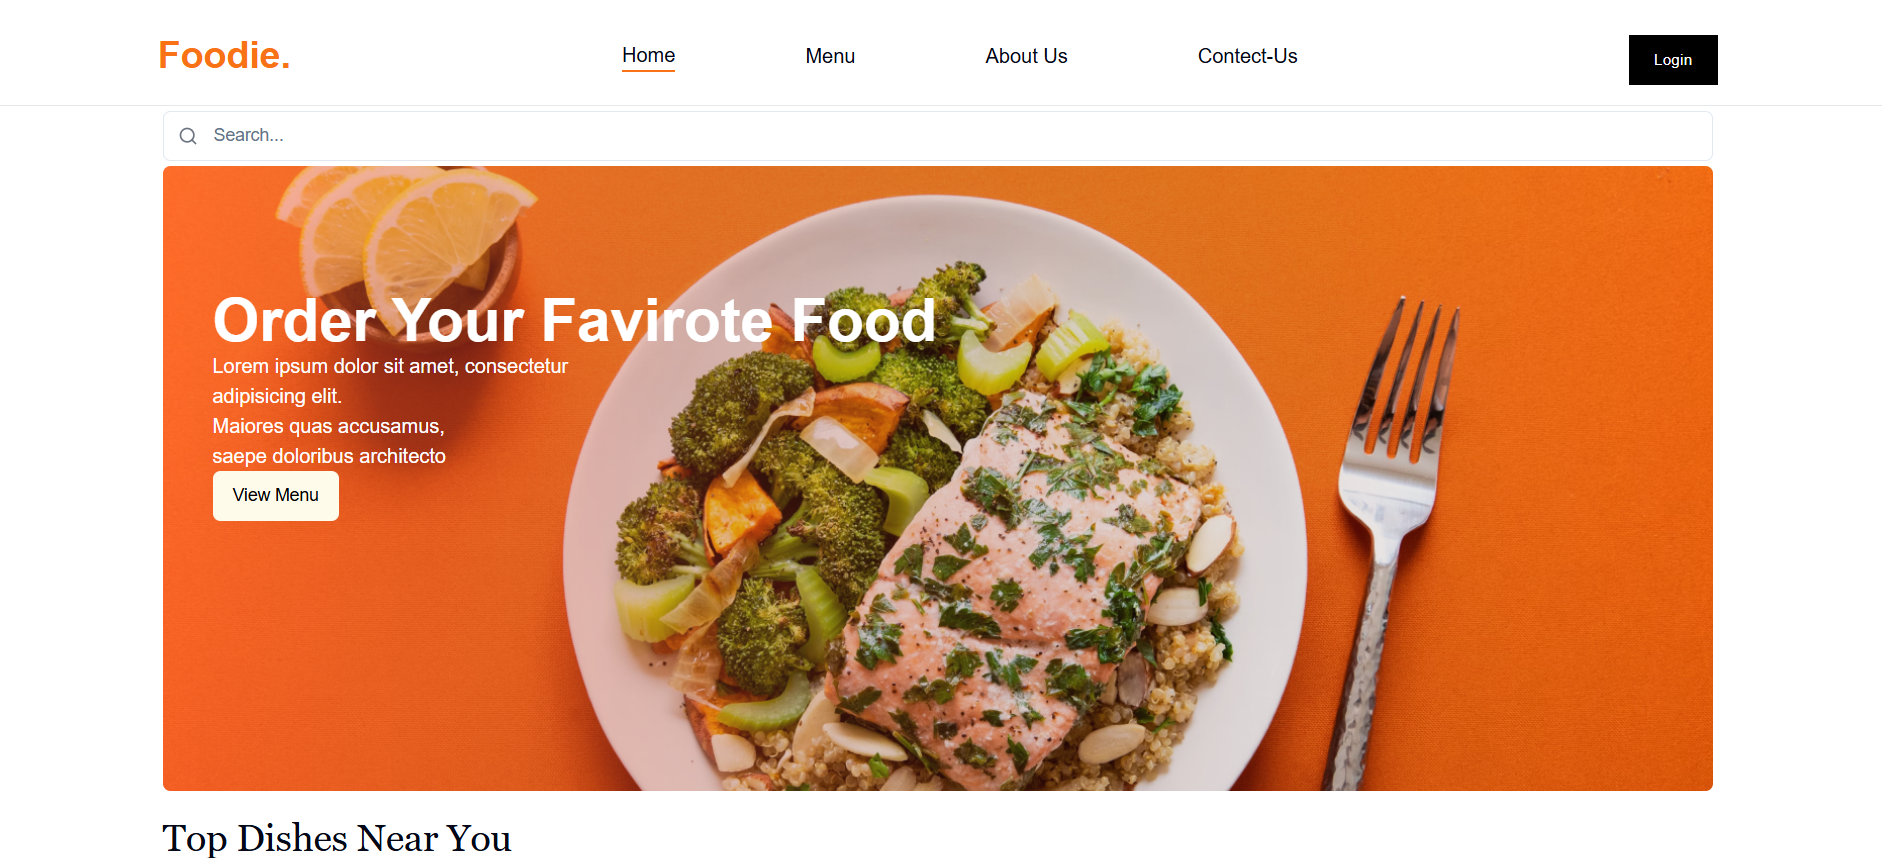 Foodie.
Home
Menu
About Us
Contect-Us
Login
Search...
Order Your Favirote Food
Lorem ipsum dolor sit amet, consectetur
adipisicing elit.
Maiores quas accusamus,
saepe doloribus architecto
View Menu
Top Dishes Near You